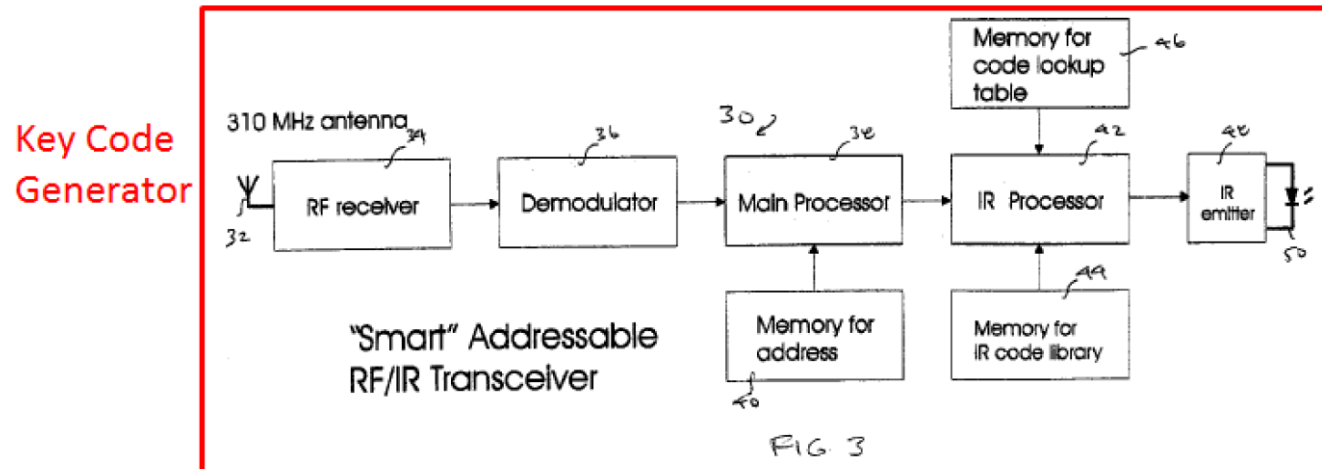 Key Code
Generator
310 MHz antenna
32
34
RF receiver
36
Demodulator
30
38
Main Processor
Memory for
address
40
Memory for
code lookup
table
46
42
IR Processor
44
Memory for
IR code library
48
IR
emitter
50
"Smart" Addressable
RF/IR Transceiver
FIG. 3